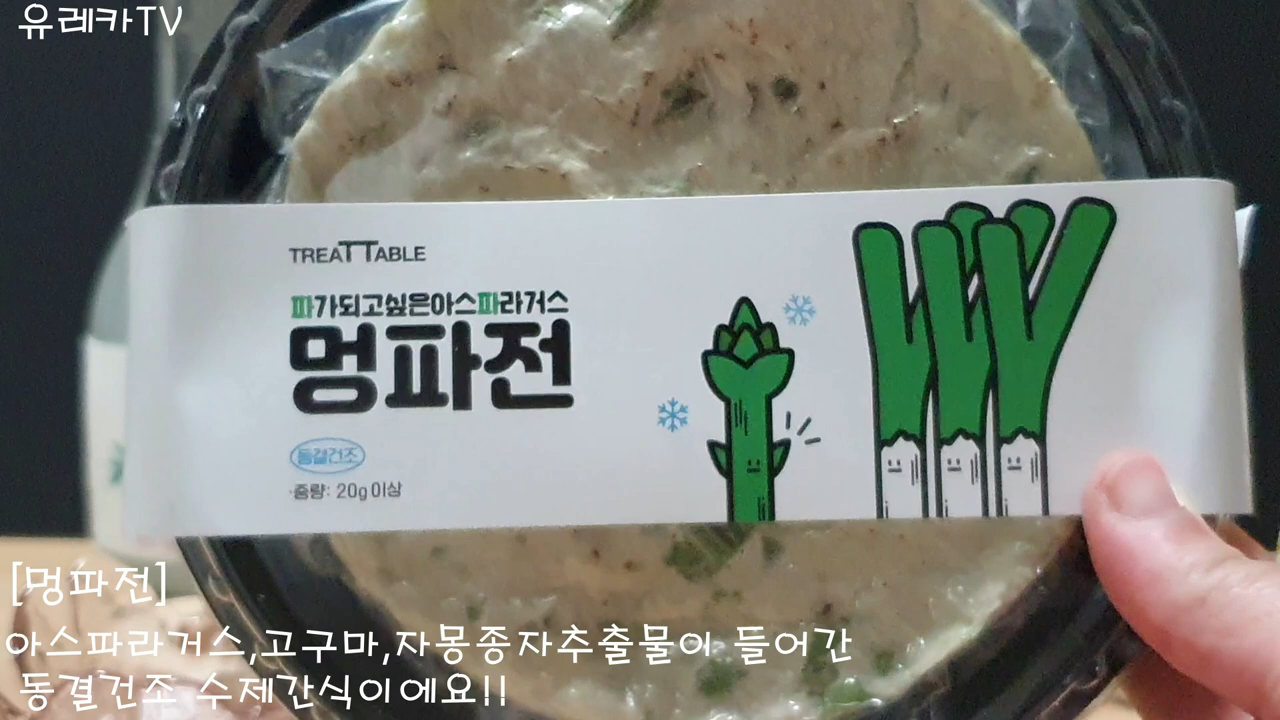 유레카TV
TREATTABLE
파가되고싶은아스파라거스
멍파전
동결건조
·중량: 20g 이상
[멍파전]
아스파라거스,고구마,자몽종자추출물이 들어간
동결건조 수제간식이에요!!